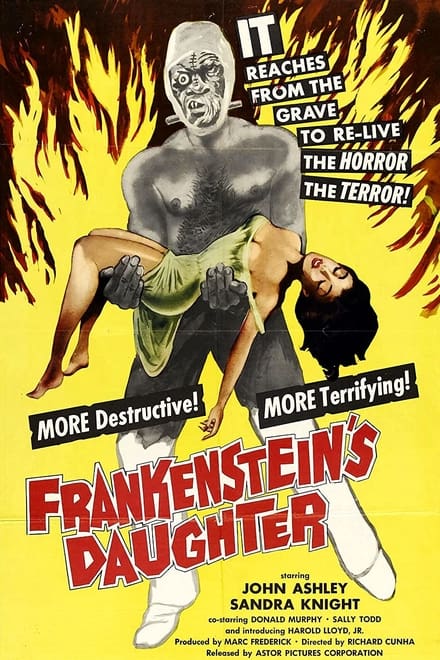 IT
REACHES
FROM THE
GRAVE
TO RE-LIVE
THE HORROR
THE TERROR!
MORE Destructive!
MORE Terrifying!
FRANKENSTEIN'S
DAUGHTER
starring
JOHN ASHLEY
SANDRA KNIGHT
co-starring DONALD MURPHY • SALLY TODD
and introducing HAROLD LLOYD, JR.
Produced by MARC FREDERICK • Directed by RICHARD CUNHA
Released by ASTOR PICTURES CORPORATION